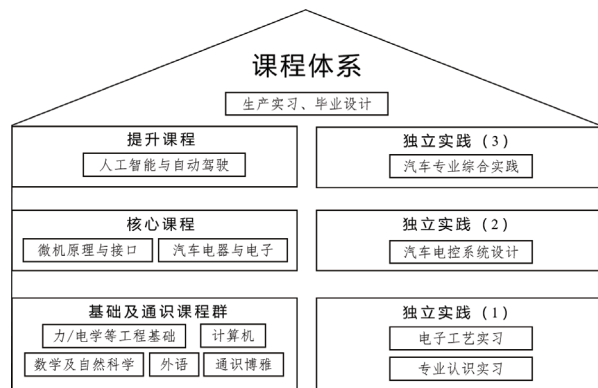 课程体系
生产实习、毕业设计
提升课程
人工智能与自动驾驶
独立实践（3）
汽车专业综合实践
核心课程
微机原理与接口 汽车电器与电子
独立实践（2）
汽车电控系统设计
基础及通识课程群
力/电学等工程基础 计算机
数学及自然科学 外语 通识博雅
独立实践（1）
电子工艺实习
专业认识实习